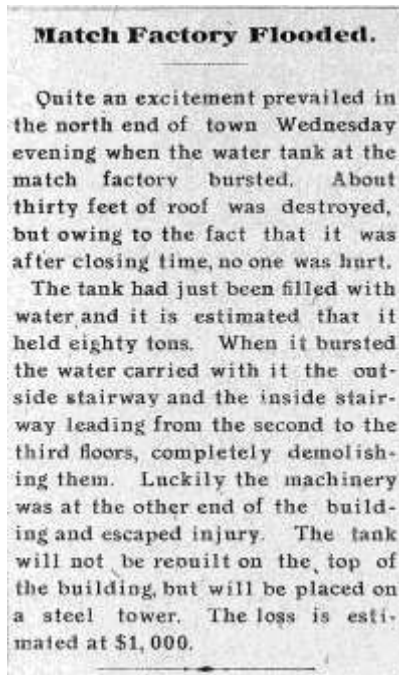 Match Factory Flooded.
Quite an excitement prevailed in
the north end of town Wednesday
evening when the water tank at the
match factory bursted. About
thirty feet of roof was destroyed,
but owing to the fact that it was
after closing time, no one was hurt.
The tank had just been filled with
water and it is estimated that it
held eighty tons. When it bursted
the water carried with it the out-
side stairway and the inside stair-
way leading from the second to the
third floors, completely demolish-
ing them. Luckily the machinery
was at the other end of the build-
ing and escaped injury. The tank
will not be rebuilt on the top of
the building, but will be placed on
a steel tower. The loss is esti-
mated at $1,000.